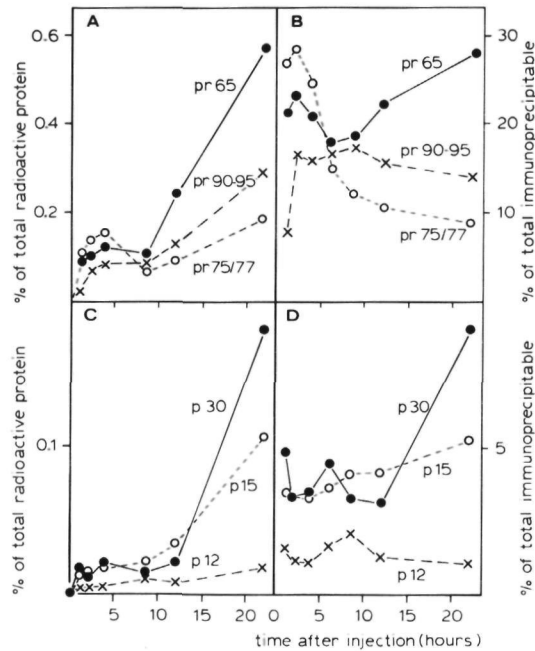 A
B
0.6
0.4
0.2
30
20
10
% of total radioactive protein
% of total immunoprecipitable
pr 65
pr 90-95
pr 75/77
pr 65
pr 90-95
pr 75/77
C
D
0.1
5
% of total radioactive protein
% of total immunoprecipitable
p 30
p 15
p 12
p 30
p 15
p 12
5 10 15 20 0 5 10 15 20
time after injection (hours)